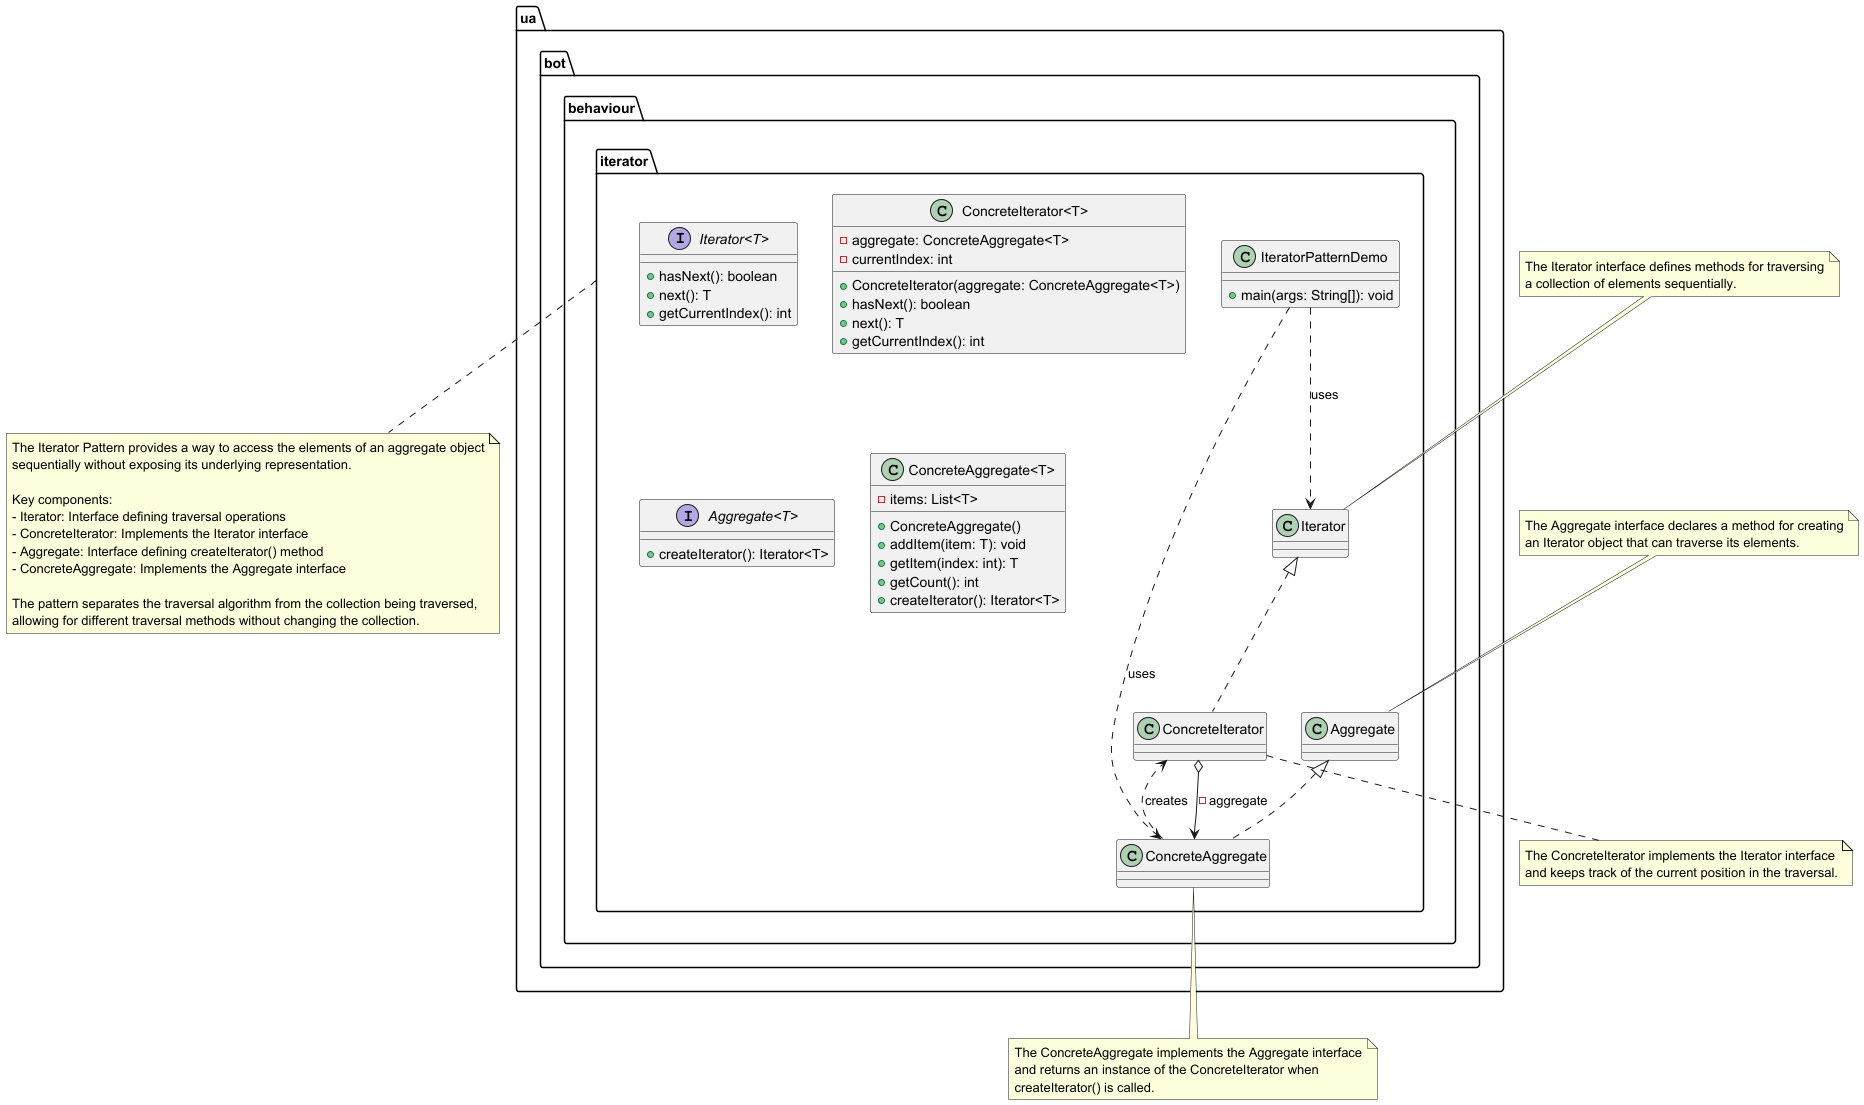 ua
bot
behaviour
iterator
I Iterator<T>
hasNext(): boolean
next(): T
getCurrentIndex(): int
C ConcreteIterator<T>
aggregate: ConcreteAggregate<T>
currentIndex: int
ConcreteIterator(aggregate: ConcreteAggregate<T>)
hasNext(): boolean
next(): T
getCurrentIndex(): int
C IteratorPatternDemo
main(args: String[]): void
The Iterator interface defines methods for traversing
a collection of elements sequentially.
uses
The Iterator Pattern provides a way to access the elements of an aggregate object
sequentially without exposing its underlying representation.
Key components:
- Iterator: Interface defining traversal operations
- ConcreteIterator: Implements the Iterator interface
- Aggregate: Interface defining createIterator() method
- ConcreteAggregate: Implements the Aggregate interface
The pattern separates the traversal algorithm from the collection being traversed,
allowing for different traversal methods without changing the collection.
I Aggregate<T>
createIterator(): Iterator<T>
C ConcreteAggregate<T>
items: List<T>
ConcreteAggregate()
addItem(item: T): void
getItem(index: int): T
getCount(): int
createIterator(): Iterator<T>
C Iterator
The Aggregate interface declares a method for creating
an Iterator object that can traverse its elements.
uses
C ConcreteIterator
C Aggregate
creates
aggregate
C ConcreteAggregate
The ConcreteIterator implements the Iterator interface
and keeps track of the current position in the traversal.
The ConcreteAggregate implements the Aggregate interface
and returns an instance of the ConcreteIterator when
createIterator() is called.